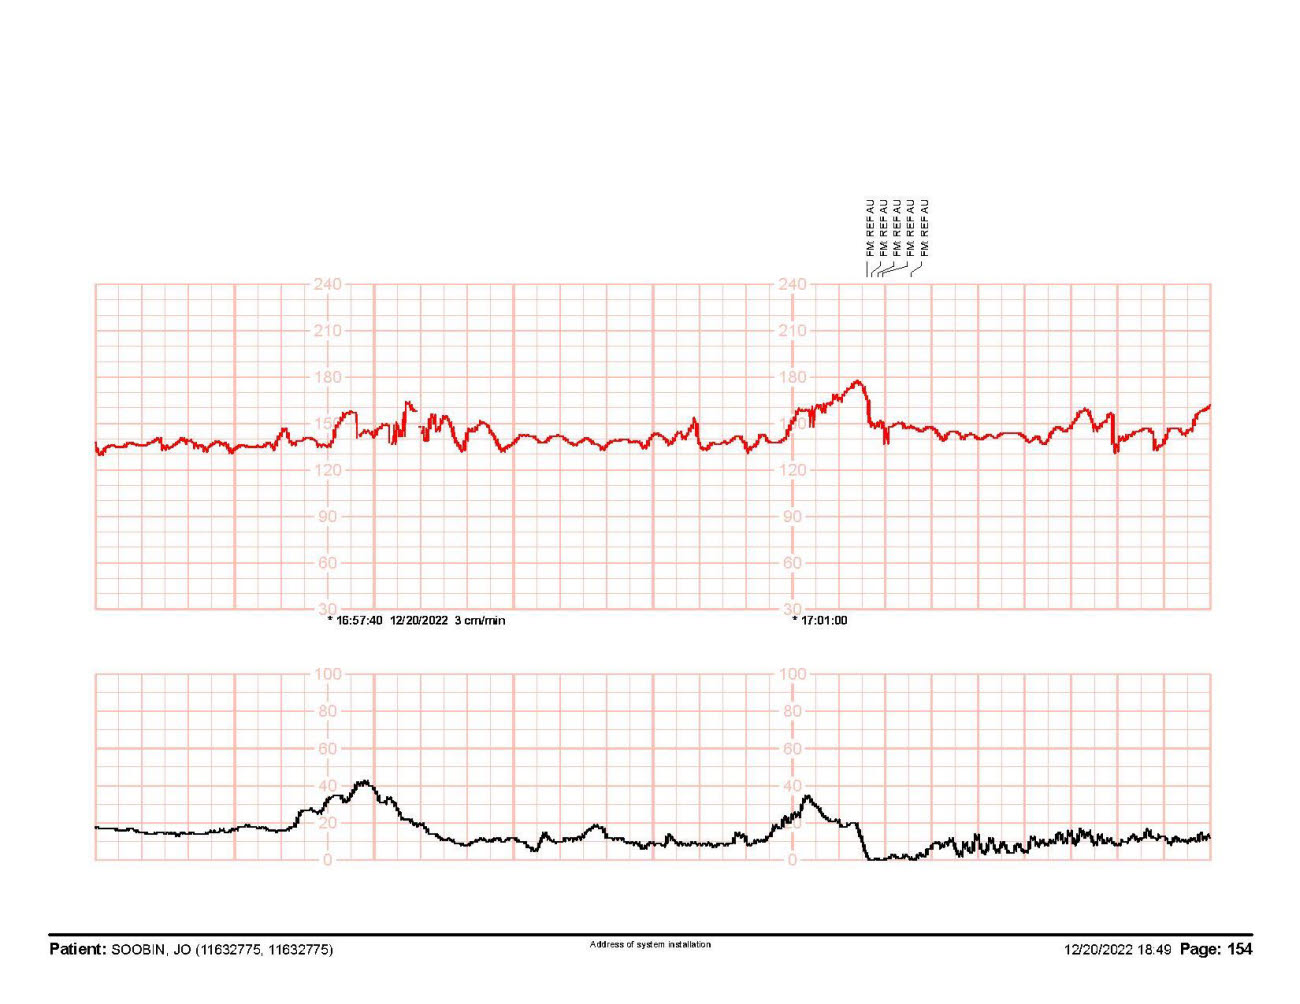 FM: REF AU
FM: REF AU
FM: REF AU
FM: REF AU
FM: REF AU
240 240
210 210
180 180
150 150
120 120
90 90
60 60
30 30
* 16:57:40 12/20/2022 3 cm/min * 17:01:00
100 100
80 80
60 60
40 40
20 20
0 0
Patient: SOOBIN, JO (11632775, 11632775) Address of system installation 12/20/2022 18:49 Page: 154